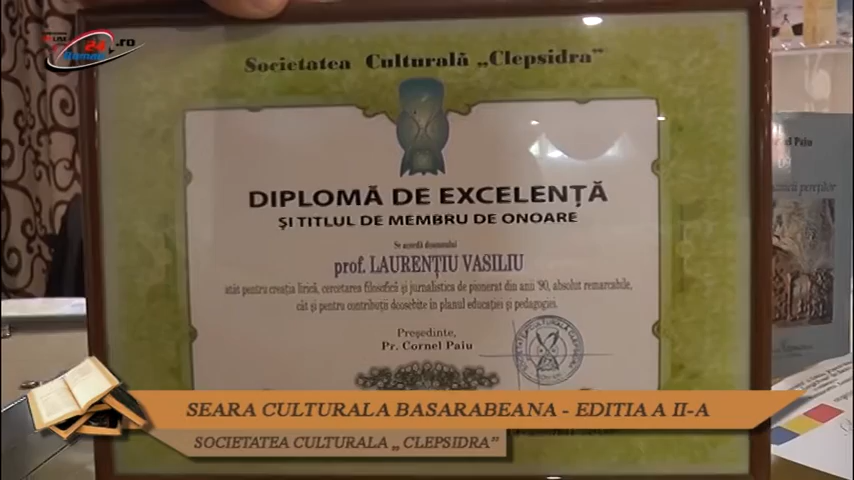 24.ro
Societatea Culturală „Clepsidra”
DIPLOMĂ DE EXCELENȚĂ
ȘI TITLUL DE MEMBRU DE ONOARE
Se acordă domnului
prof. LAURENȚIU VASILIU
atât pentru creația lirică, cercetarea filosofică și jurnalistica de pionierat din anii '90, absolut remarcabile,
cât și pentru contribuții deosebite în planul educației și pedagogiei.
Președinte,
Pr. Cornel Paiu
SEARA CULTURALA BASARABEANA - EDITIA A II-A
SOCIETATEA CULTURALA „CLEPSIDRA”